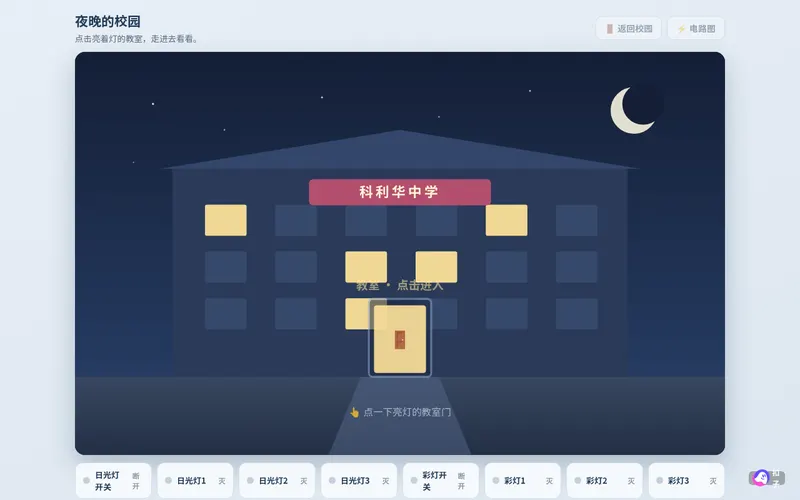 夜晚的校园
点击亮着灯的教室，走进去看看。
返回校园
⚡ 电路图
科利华中学
教室 · 点击进入
👆 点一下亮灯的教室门
日光灯开关 断开
日光灯1 灭
日光灯2 灭
日光灯3 灭
彩灯开关 断开
彩灯1 灭
彩灯2 灭
彩灯3 灭